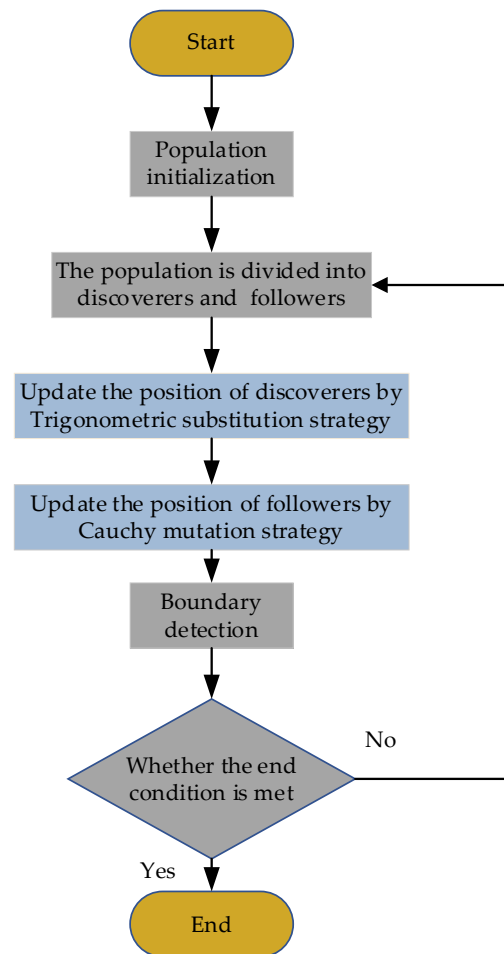 Start
Population
initialization
The population is divided into
discoverers and followers
Update the position of discoverers by
Trigonometric substitution strategy
Update the position of followers by
Cauchy mutation strategy
Boundary
detection
No
Whether the end
condition is met
Yes
End